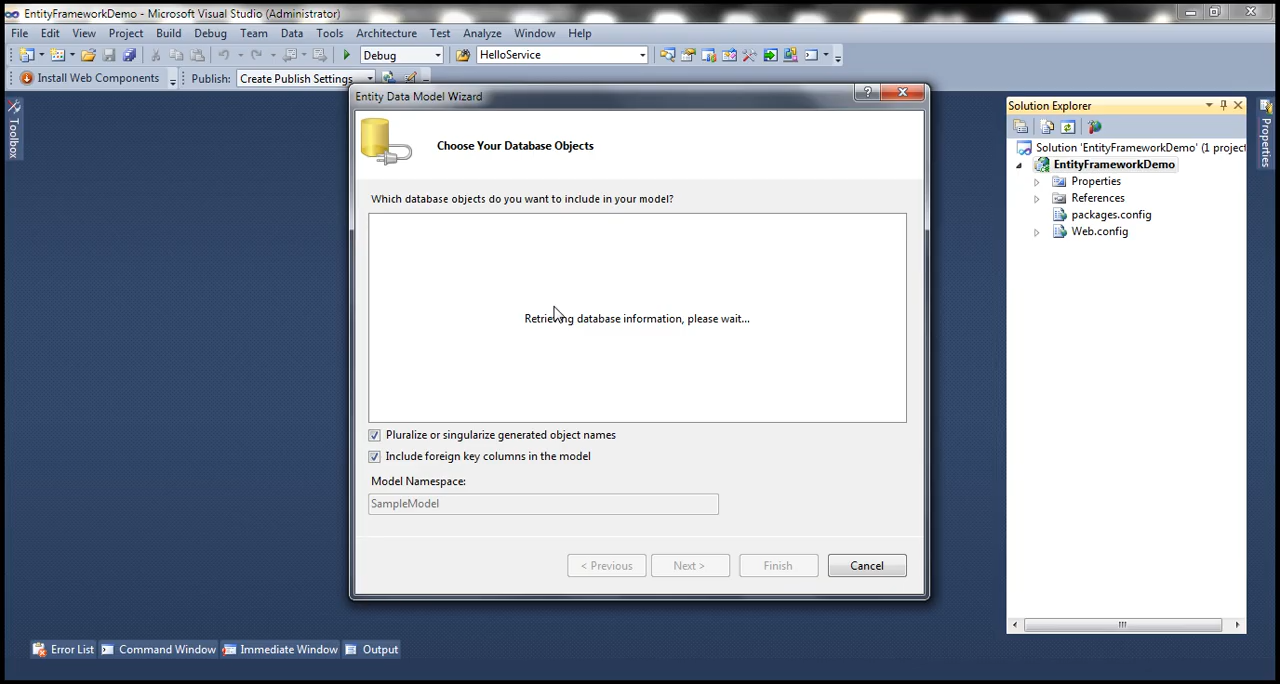 EntityFrameworkDemo - Microsoft Visual Studio (Administrator)
File Edit View Project Build Debug Team Data Tools Architecture Test Analyze Window Help
Debug HelloService
Install Web Components Publish: Create Publish Settings
Toolbox
Entity Data Model Wizard
?
Choose Your Database Objects
Which database objects do you want to include in your model?
Retrieving database information, please wait...
Pluralize or singularize generated object names
Include foreign key columns in the model
Model Namespace:
SampleModel
< Previous Next > Finish Cancel
Solution Explorer
Solution 'EntityFrameworkDemo' (1 project
EntityFrameworkDemo
Properties
References
packages.config
Web.config
Properties
Error List Command Window Immediate Window Output